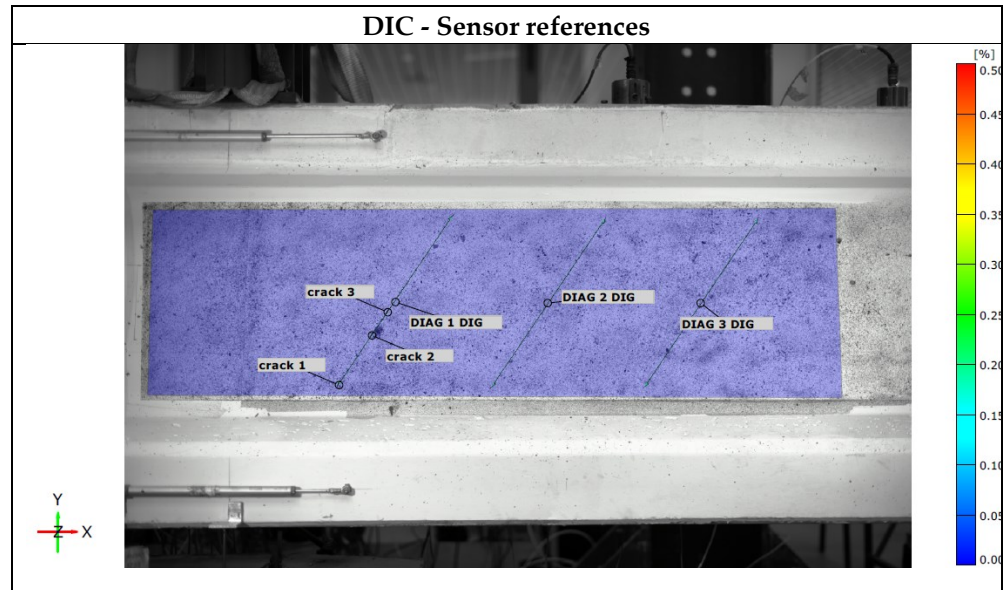 DIC - Sensor references
[%]
0.50
0.45
0.40
0.35
0.30
0.25
0.20
0.15
0.10
0.05
0.00
crack 3
DIAG 1 DIG
DIAG 2 DIG
DIAG 3 DIG
crack 2
crack 1
Y
Z
X